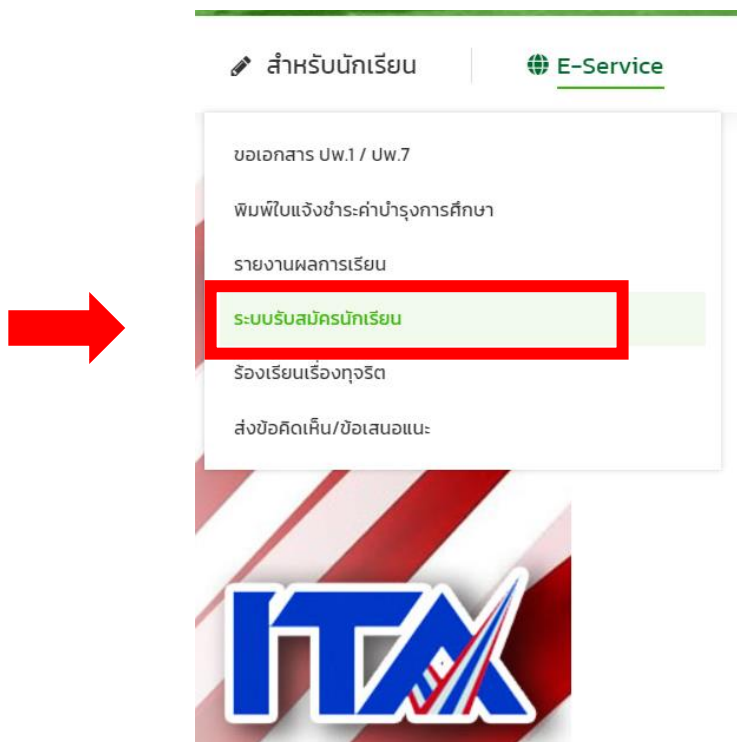 สำหรับนักเรียน
E-Service
ขอเอกสาร ปพ.1 / ปพ.7
พิมพ์ใบแจ้งชำระค่าบำรุงการศึกษา
รายงานผลการเรียน
ระบบรับสมัครนักเรียน
ร้องเรียนเรื่องทุจริต
ส่งข้อคิดเห็น/ข้อเสนอแนะ
ITA